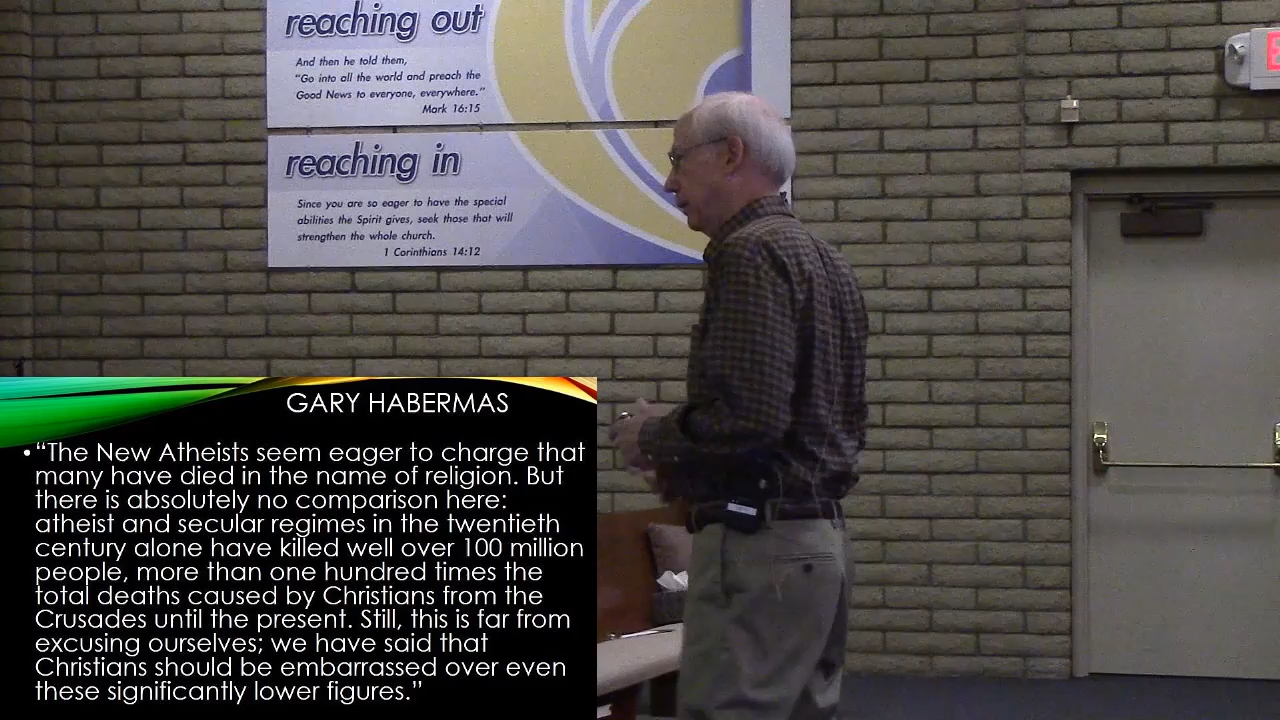 reaching out
And then he told them,
"Go into all the world and preach the
Good News to everyone, everywhere."
Mark 16:15
reaching in
Since you are so eager to have the special
abilities the Spirit gives, seek those that will
strengthen the whole church.
1 Corinthians 14:12
GARY HABERMAS
• “The New Atheists seem eager to charge that
many have died in the name of religion. But
there is absolutely no comparison here:
atheist and secular regimes in the twentieth
century alone have killed well over 100 million
people, more than one hundred times the
total deaths caused by Christians from the
Crusades until the present. Still, this is far from
excusing ourselves; we have said that
Christians should be embarrassed over even
these significantly lower figures.”